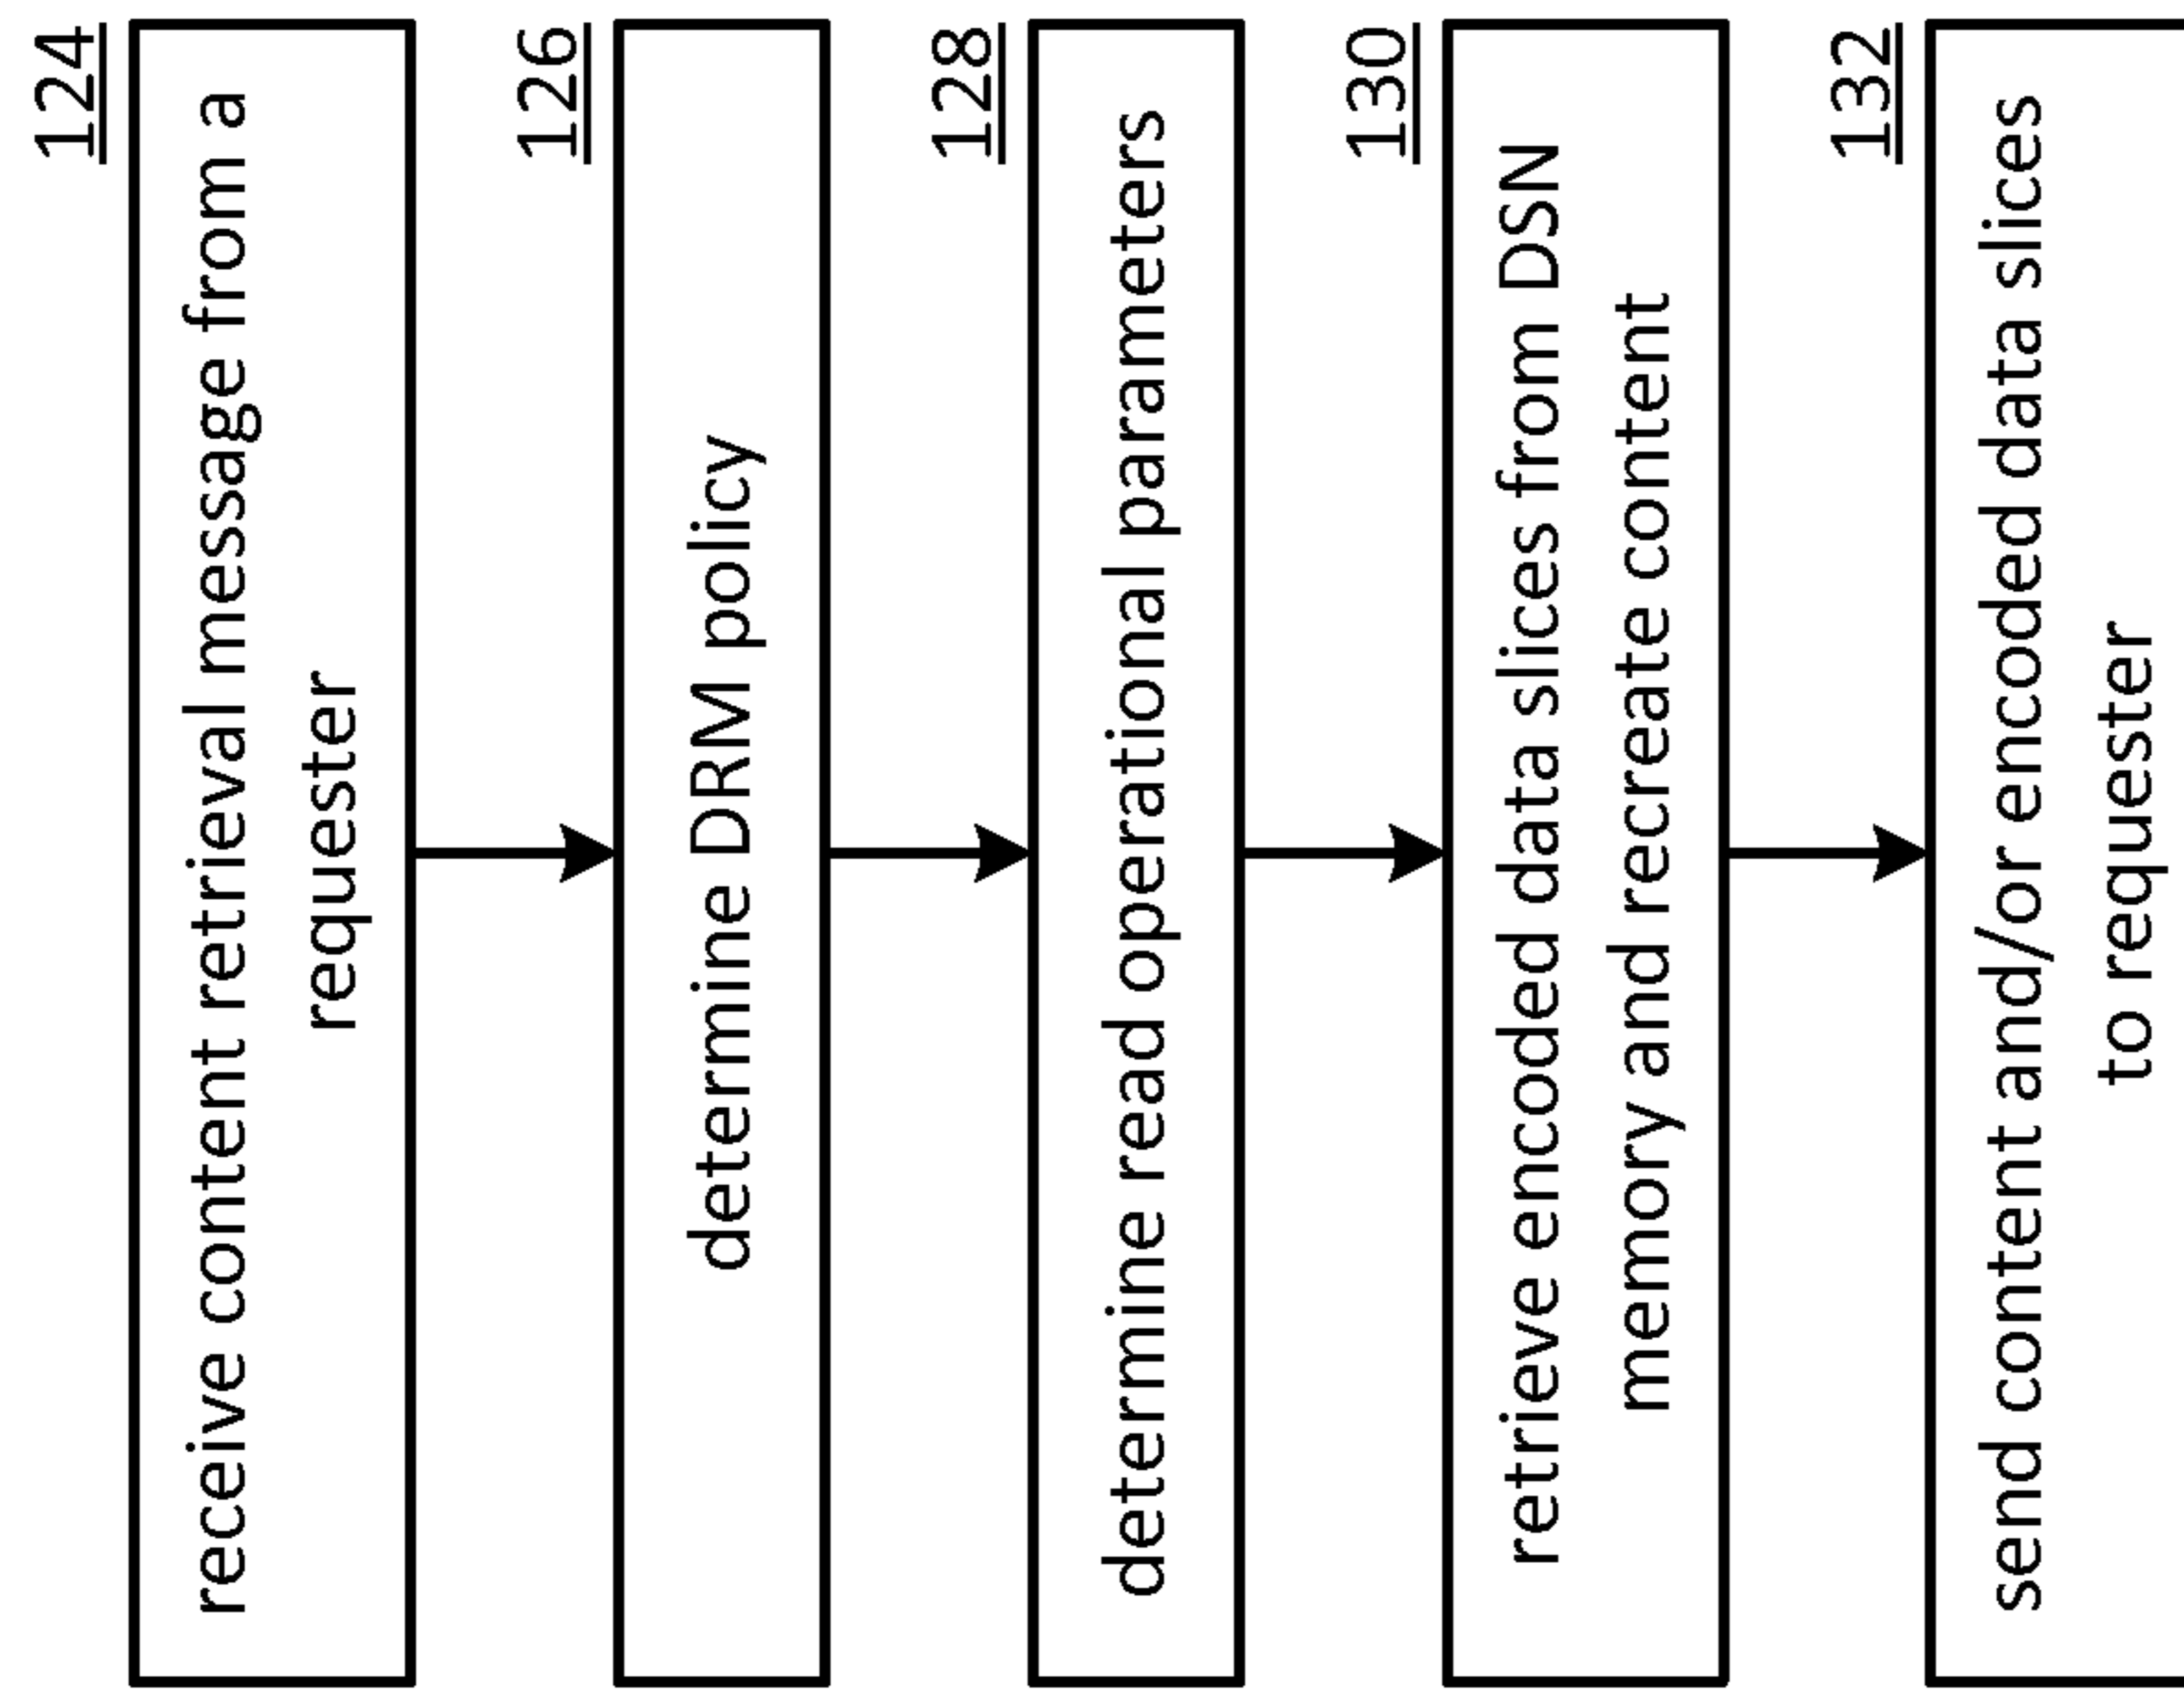 124
receive content retrieval message from a
requester
126
determine DRM policy
128
determine read operational parameters
130
retrieve encoded data slices from DSN
memory and recreate content
132
send content and/or encoded data slices
to requester